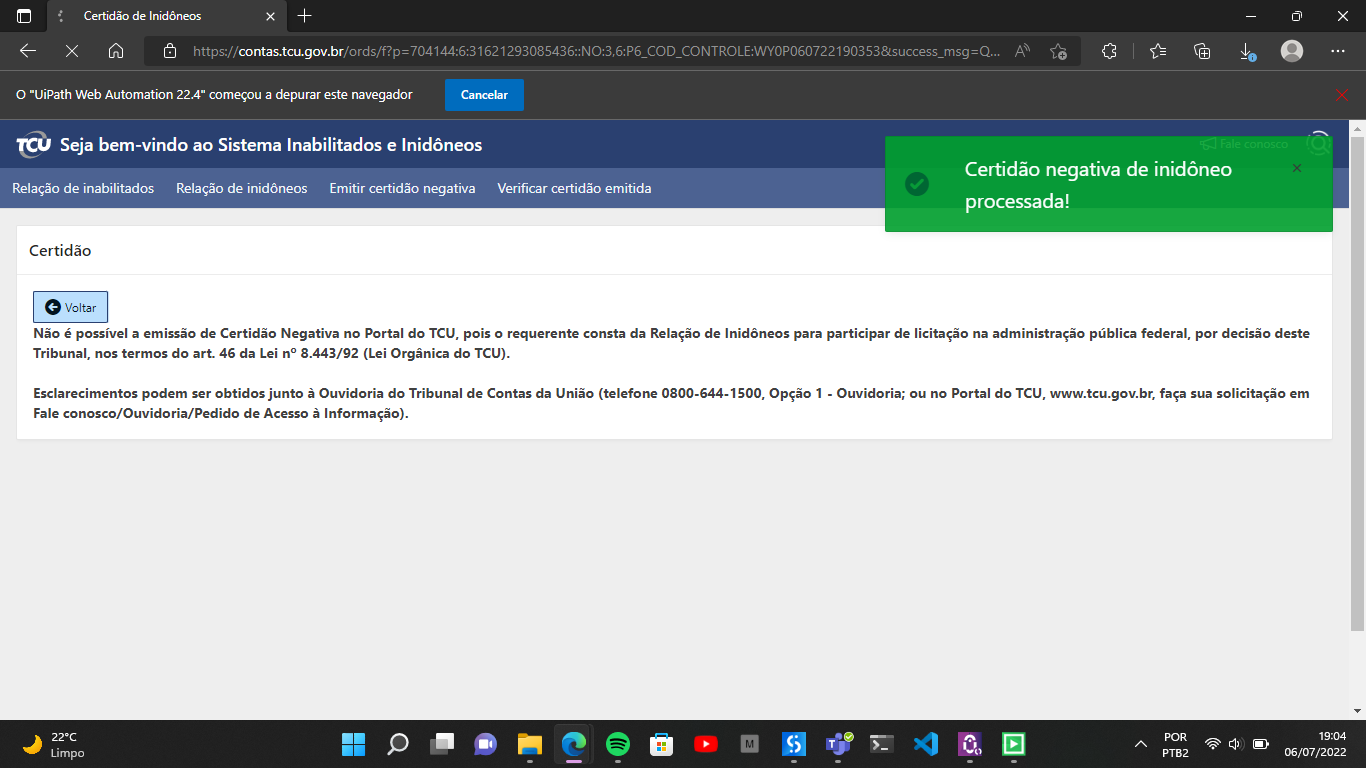 Certidão de Inidôneos
https://contas.tcu.gov.br/ords/f?p=704144:6:31621293085436::NO:3,6:P6_COD_CONTROLE:WY0P060722190353&success_msg=Q...
O "UiPath Web Automation 22.4" começou a depurar este navegador
Cancelar
TCU
Seja bem-vindo ao Sistema Inabilitados e Inidôneos
Fale conosco
Relação de inabilitados
Relação de inidôneos
Emitir certidão negativa
Verificar certidão emitida
Certidão negativa de inidôneo
processada!
Certidão
Voltar
Não é possível a emissão de Certidão Negativa no Portal do TCU, pois o requerente consta da Relação de Inidôneos para participar de licitação na administração pública federal, por decisão deste
Tribunal, nos termos do art. 46 da Lei nº 8.443/92 (Lei Orgânica do TCU).
Esclarecimentos podem ser obtidos junto à Ouvidoria do Tribunal de Contas da União (telefone 0800-644-1500, Opção 1 - Ouvidoria; ou no Portal do TCU, www.tcu.gov.br, faça sua solicitação em
Fale conosco/Ouvidoria/Pedido de Acesso à Informação).
22°C
Limpo
M
POR
PTB2
19:04
06/07/2022